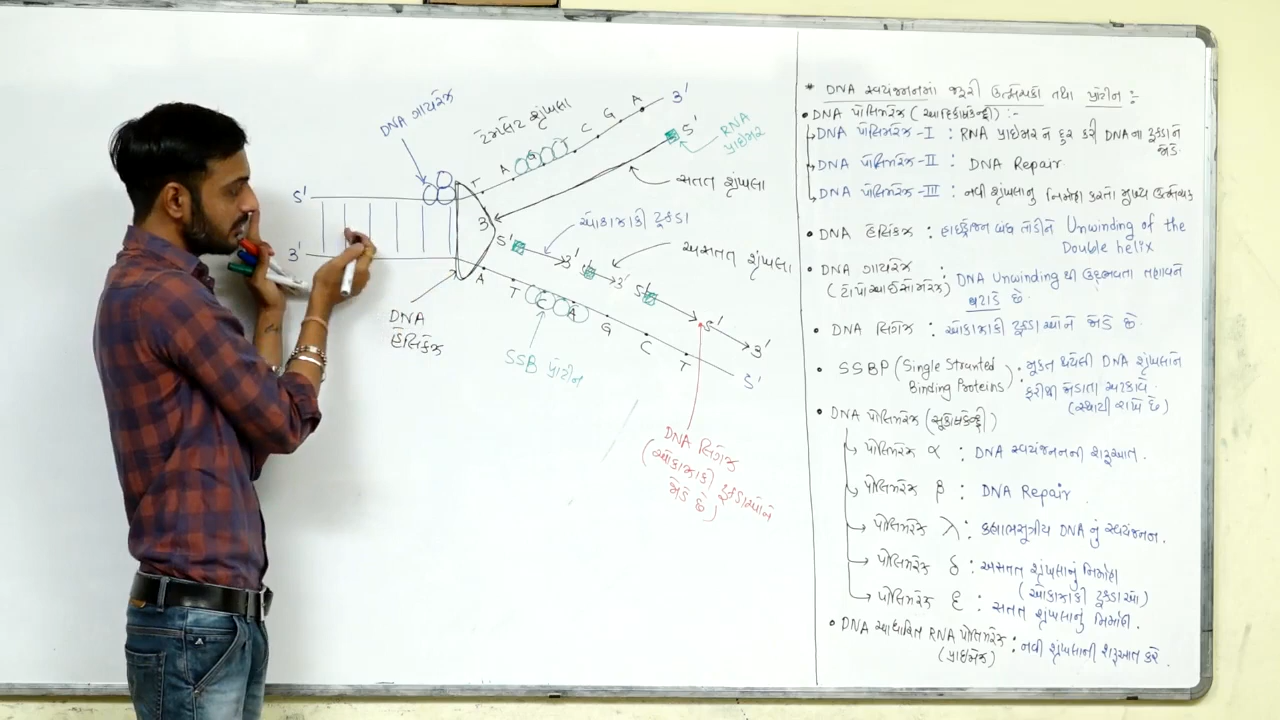 DNA ગાયરેઝ
ટેમ્પ્લેટ શૃંખલા
3'
A
G
C
T
G
A
T
5'
RNA
પ્રાઇમર
સતત શૃંખલા
5'
3'
3
5'
ઓકાઝાકી ટૂકડા
3'
5'
3'
અસતત શૃંખલા
5'
5'
3'
A
T
C
A
G
C
T
5'
DNA
હેલિકેઝ
SSB પ્રોટીન
DNA લિગેઝ
(ઓકાઝાકી ટૂકડાઓને
જોડે છે)
* DNA સ્વયંજનનમાં જરૂરી ઉત્સેચકો તથા પ્રોટીન :-
• DNA પોલિમરેઝ (આદિકોષકેન્દ્રી) :-
DNA પોલિમરેઝ-I : RNA પ્રાઇમરને દુર કરી DNAના ટૂકડાને
જોડે.
DNA પોલિમરેઝ-II : DNA Repair
DNA પોલિમરેઝ-III : નવી શૃંખલાનું નિર્માણ કરતો મુખ્ય ઉત્સેચક
• DNA હેલિકેઝ : હાઇડ્રોજન બંધ તોડીને Unwinding of the
Double helix
• DNA ગાયરેઝ : DNA Unwinding થી ઉદ્દભવતા તણાવને
(ટોપોઆઇસોમરેઝ) ઘટાડે છે.
• DNA લિગેઝ : ઓકાઝાકી ટૂકડાઓને જોડે છે.
• SSBP (Single Stranted : મુક્ત થયેલી DNA શૃંખલાને
Binding Proteins) ફરીથી જોડાતા અટકાવે.
(સ્થાયી રાખે છે)
• DNA પોલિમરેઝ (સુકોષકેન્દ્રી)
પોલિમરેઝ α : DNA સ્વયંજનનની શરૂઆત.
પોલિમરેઝ β : DNA Repair.
પોલિમરેઝ λ : કણાભસૂત્રીય DNA નું સ્વયંજનન.
પોલિમરેઝ δ : અસતત શૃંખલાનું નિર્માણ
(ઓકાઝાકી ટૂકડાઓ)
પોલિમરેઝ ε : સતત શૃંખલાનું નિર્માણ.
• DNA આધારિત RNA પોલિમરેઝ : નવી શૃંખલાની શરૂઆત કરે.
(પ્રાઇમેઝ)